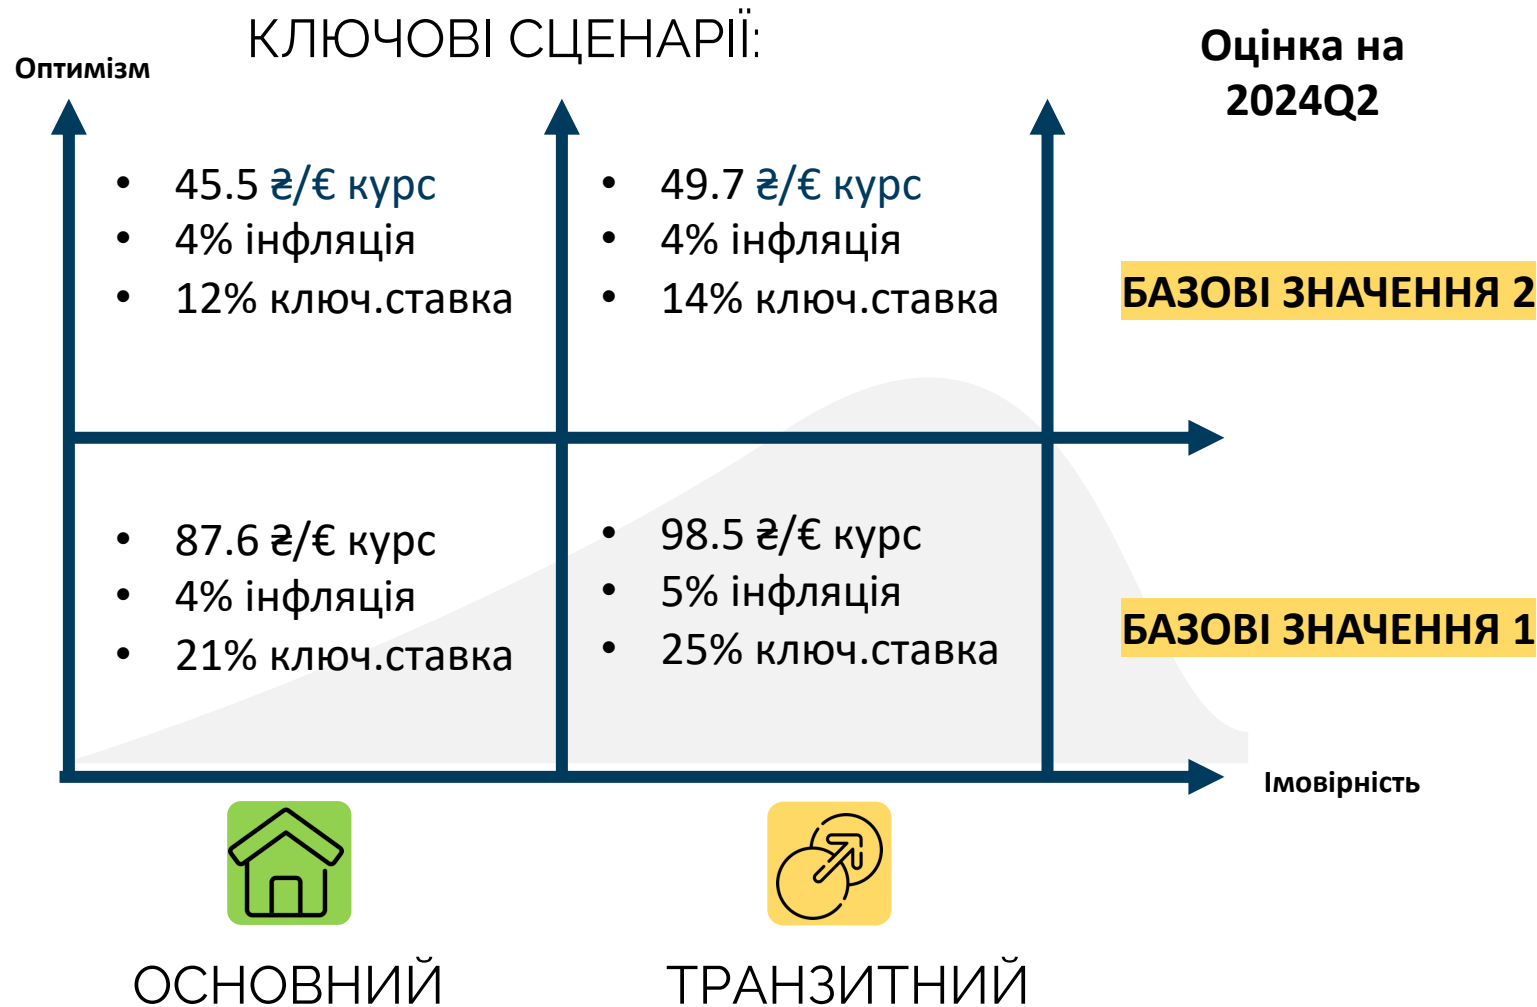 КЛЮЧОВІ СЦЕНАРІЇ:
Оцінка на
2024Q2
Оптимізм
• 45.5 ₴/€ курс
• 4% інфляція
• 12% ключ.ставка
• 49.7 ₴/€ курс
• 4% інфляція
• 14% ключ.ставка
БАЗОВІ ЗНАЧЕННЯ 2
• 87.6 ₴/€ курс
• 4% інфляція
• 21% ключ.ставка
• 98.5 ₴/€ курс
• 5% інфляція
• 25% ключ.ставка
БАЗОВІ ЗНАЧЕННЯ 1
Імовірність
ОСНОВНИЙ
ТРАНЗИТНИЙ